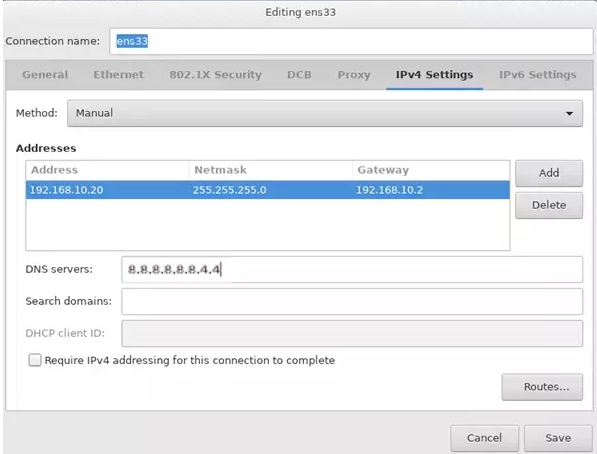 Editing ens33
Connection name: ens33
General Ethernet 802.1X Security DCB Proxy IPv4 Settings IPv6 Settings
Method: Manual
Addresses
Address Netmask Gateway
192.168.10.20 255.255.255.0 192.168.10.2
Add
Delete
DNS servers: 8.8.8.8.8.8.4.4
Search domains:
DHCP client ID:
Require IPv4 addressing for this connection to complete
Routes...
Cancel Save